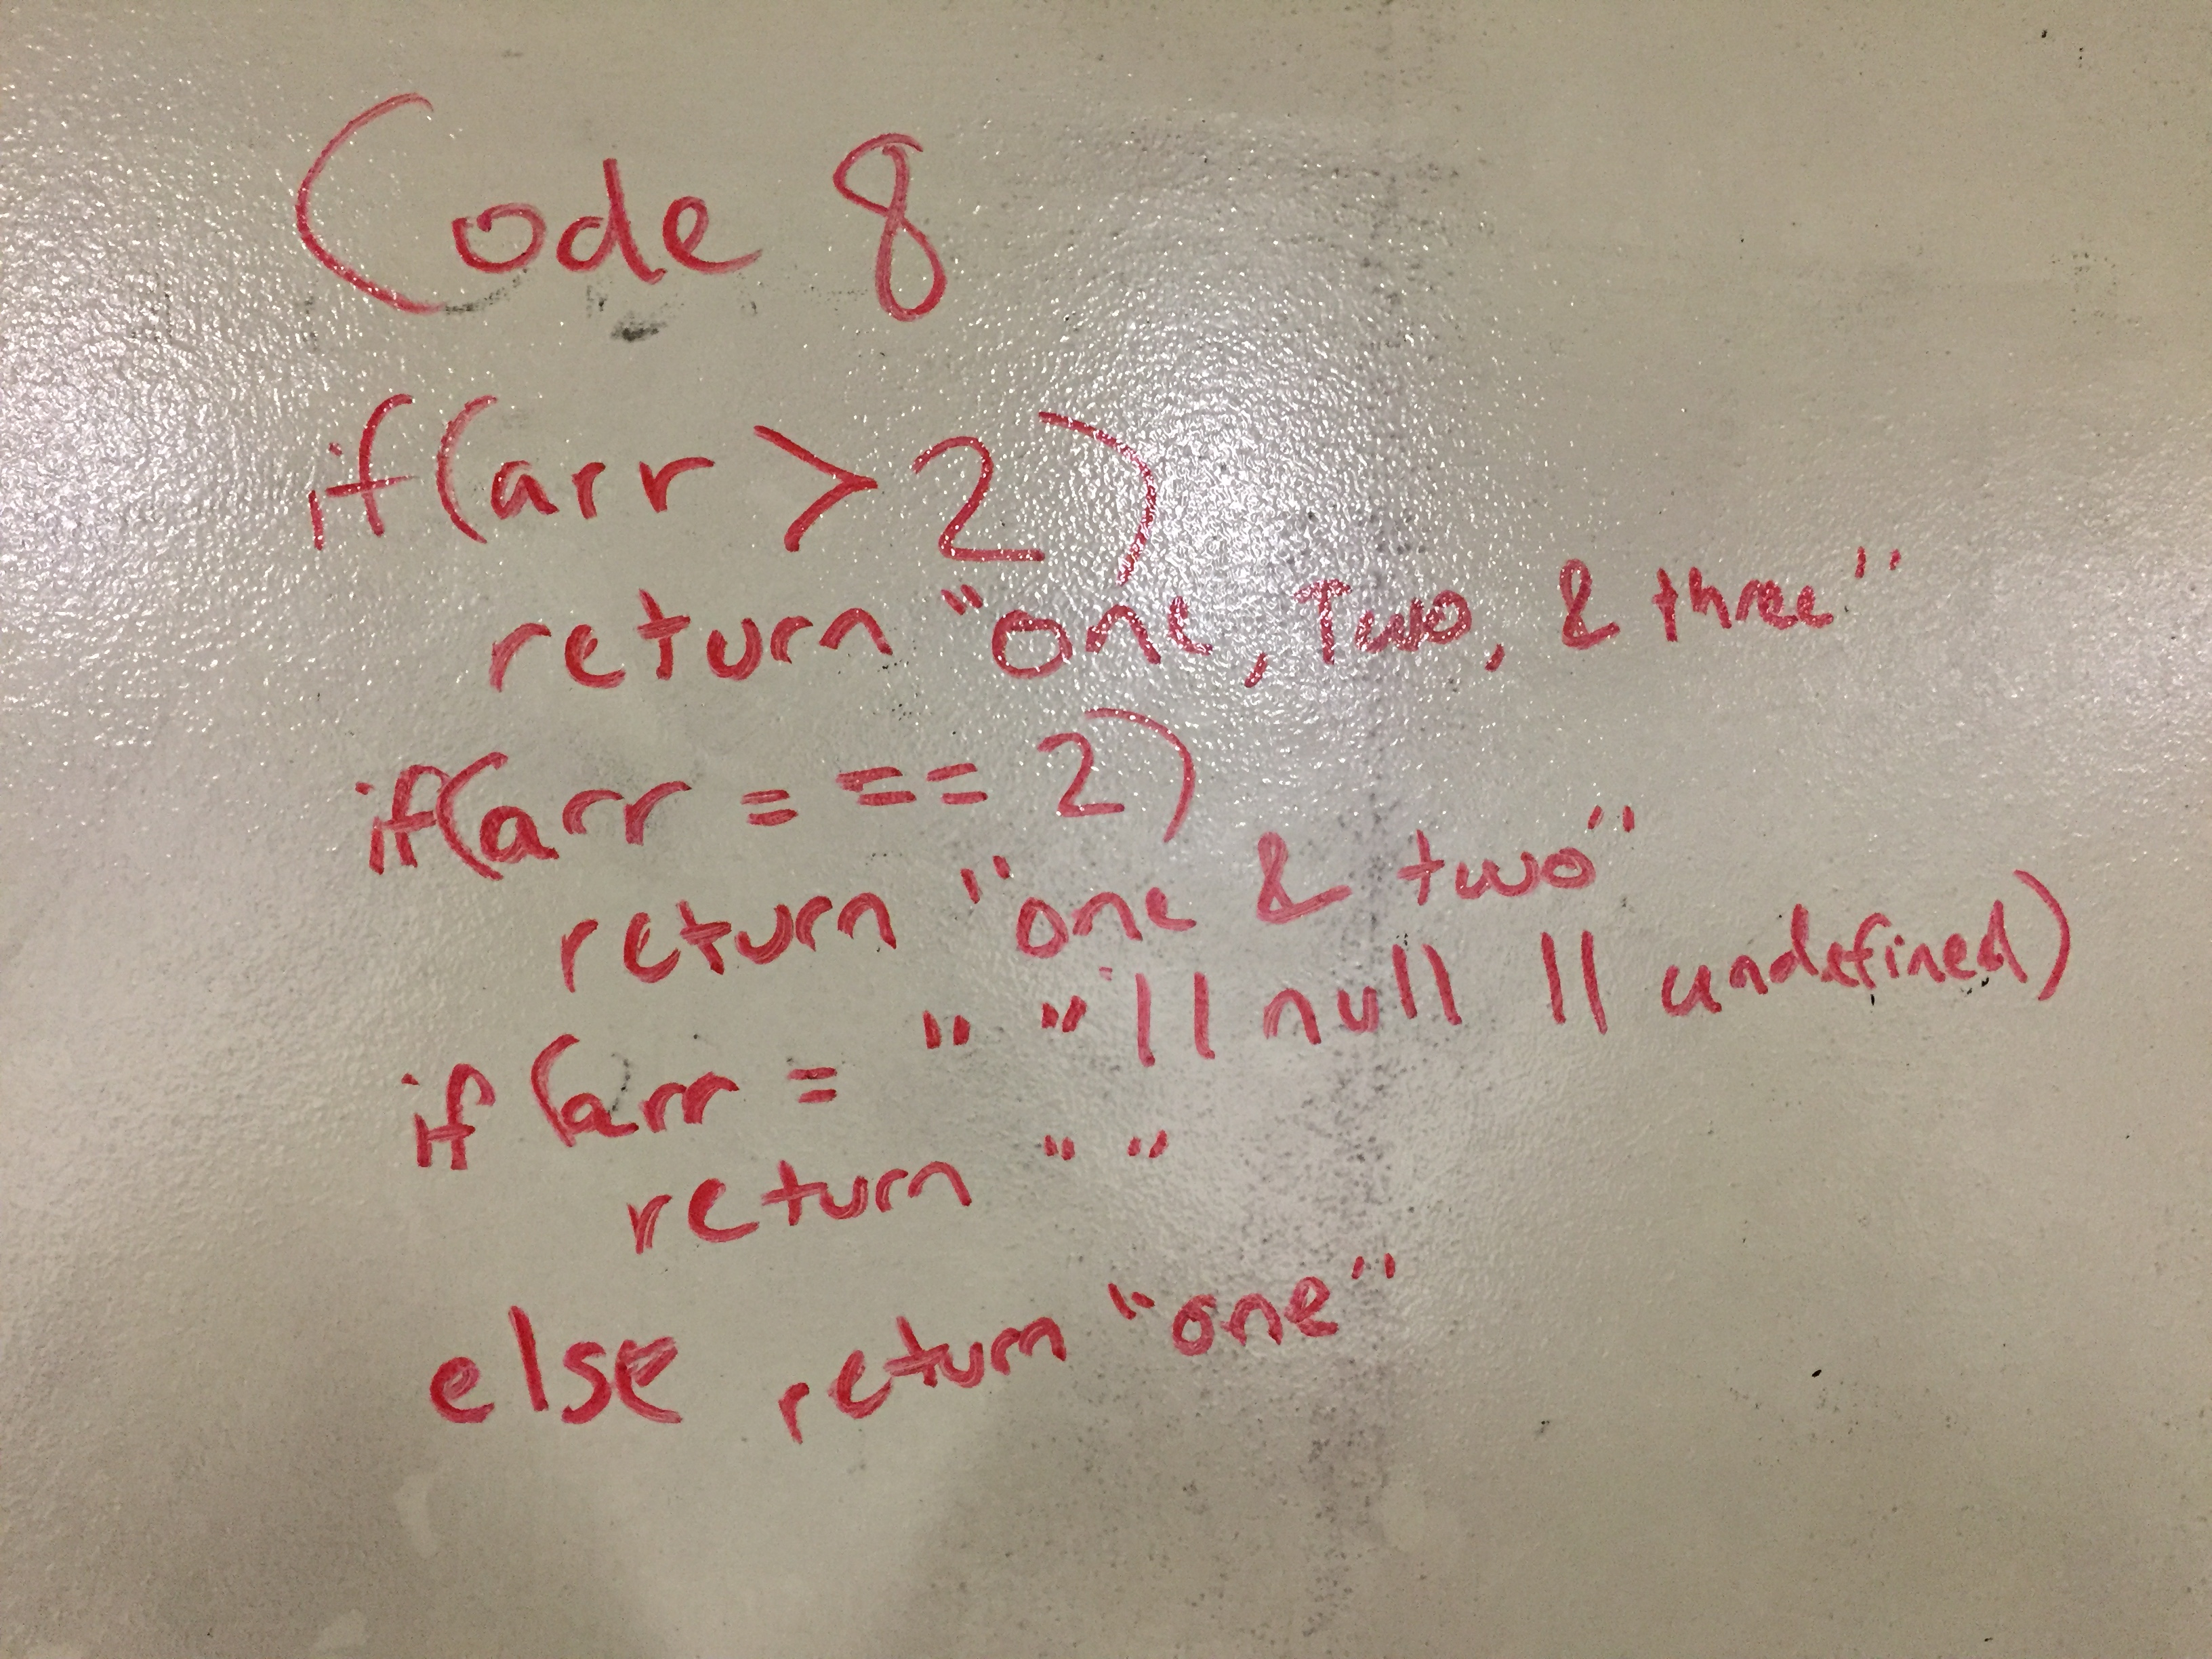 Code 8
if(arr > 2)
return "one, Two, & three"
if(arr = == 2)
return "one & two"
if (arr = " " || null || undefined)
return " "
else return "one"